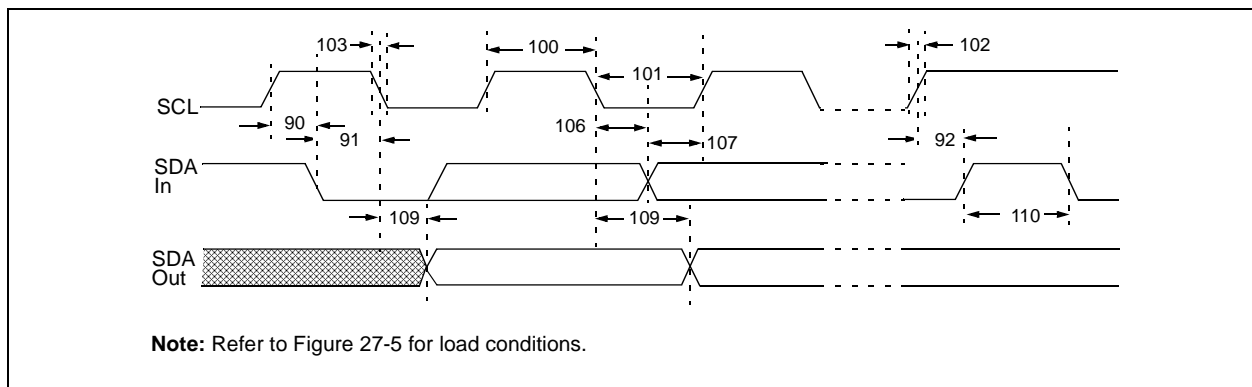 103 100 102
101
SCL
90 106
91 107 92
SDA
In
109 109 110
SDA
Out
Note: Refer to Figure 27-5 for load conditions.